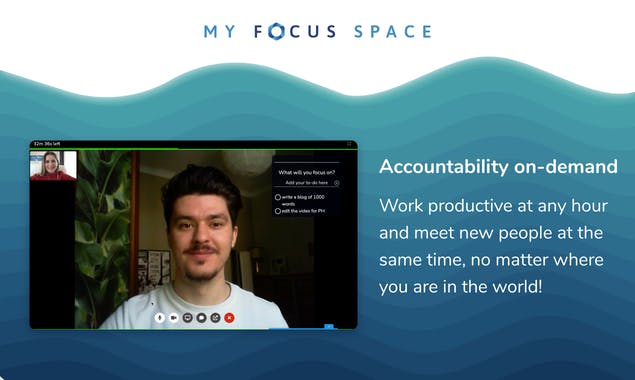 MY FOCUS SPACE
32m 36s left
What will you focus on?
Add your to-do here
write a blog of 1000
words
edit the video for PH
Accountability on-demand
Work productive at any hour
and meet new people at the
same time, no matter where
you are in the world!